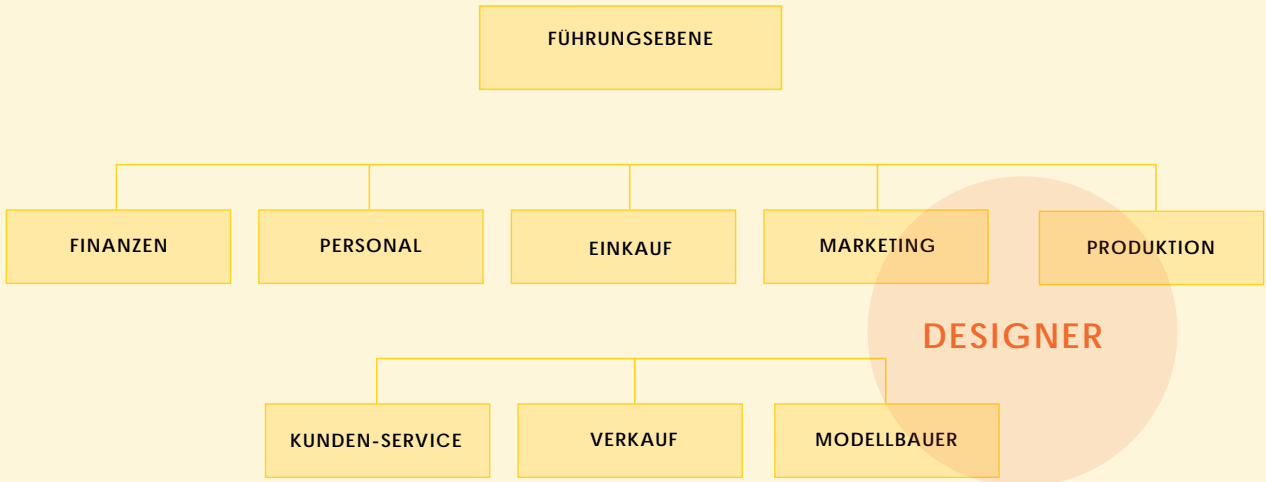 FÜHRUNGSEBENE
FINANZEN
PERSONAL
EINKAUF
MARKETING
PRODUKTION
DESIGNER
KUNDEN-SERVICE
VERKAUF
MODELLBAUER